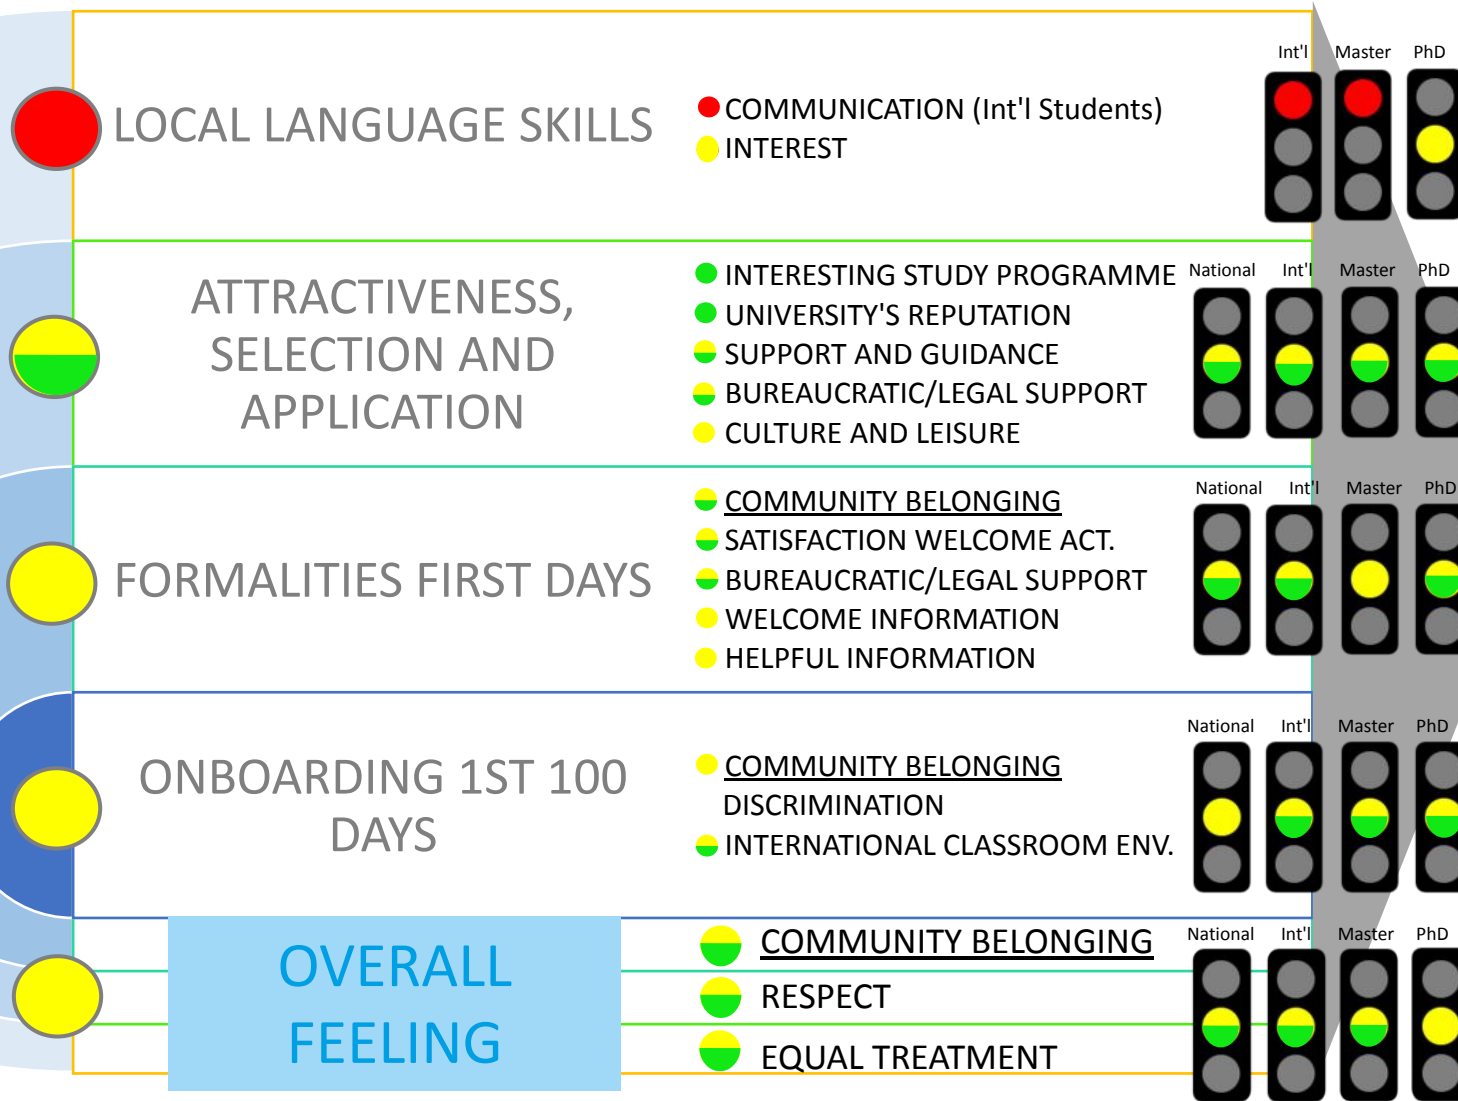 Int'l Master PhD
LOCAL LANGUAGE SKILLS
COMMUNICATION (Int'l Students)
INTEREST
ATTRACTIVENESS,
SELECTION AND
APPLICATION
INTERESTING STUDY PROGRAMME
UNIVERSITY'S REPUTATION
SUPPORT AND GUIDANCE
BUREAUCRATIC/LEGAL SUPPORT
CULTURE AND LEISURE
National Int'l Master PhD
FORMALITIES FIRST DAYS
COMMUNITY BELONGING
SATISFACTION WELCOME ACT.
BUREAUCRATIC/LEGAL SUPPORT
WELCOME INFORMATION
HELPFUL INFORMATION
National Int'l Master PhD
ONBOARDING 1ST 100
DAYS
COMMUNITY BELONGING
DISCRIMINATION
INTERNATIONAL CLASSROOM ENV.
National Int'l Master PhD
OVERALL
FEELING
COMMUNITY BELONGING
RESPECT
EQUAL TREATMENT
National Int'l Master PhD